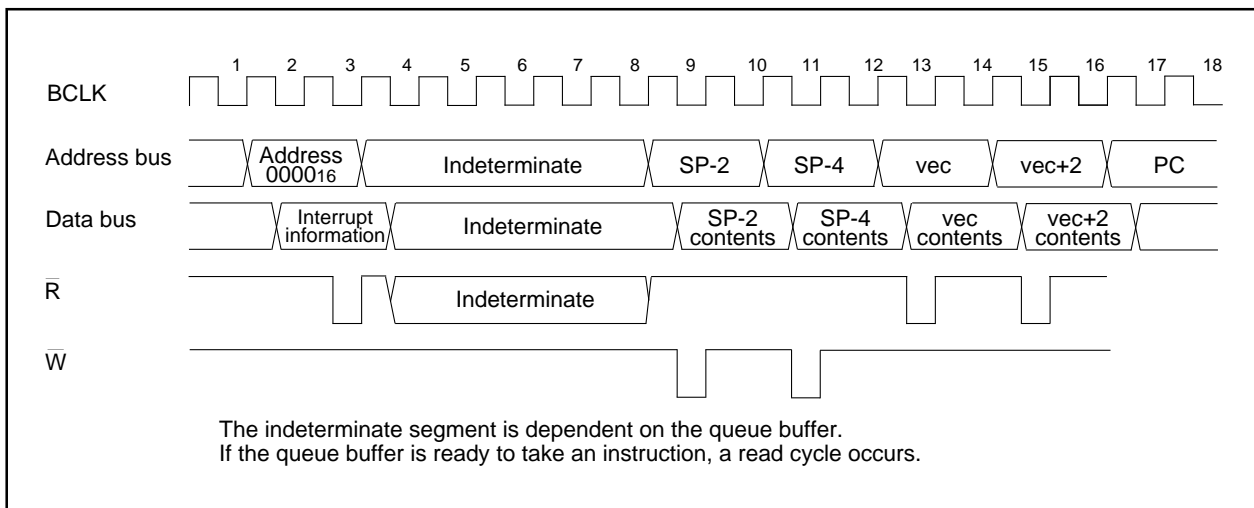 1 2 3 4 5 6 7 8 9 10 11 12 13 14 15 16 17 18
BCLK
Address bus
Address
0000₁₆
Indeterminate
SP-2
SP-4
vec
vec+2
PC
Data bus
Interrupt
information
Indeterminate
SP-2
contents
SP-4
contents
vec
contents
vec+2
contents
R̅
Indeterminate
W̅
The indeterminate segment is dependent on the queue buffer.
If the queue buffer is ready to take an instruction, a read cycle occurs.